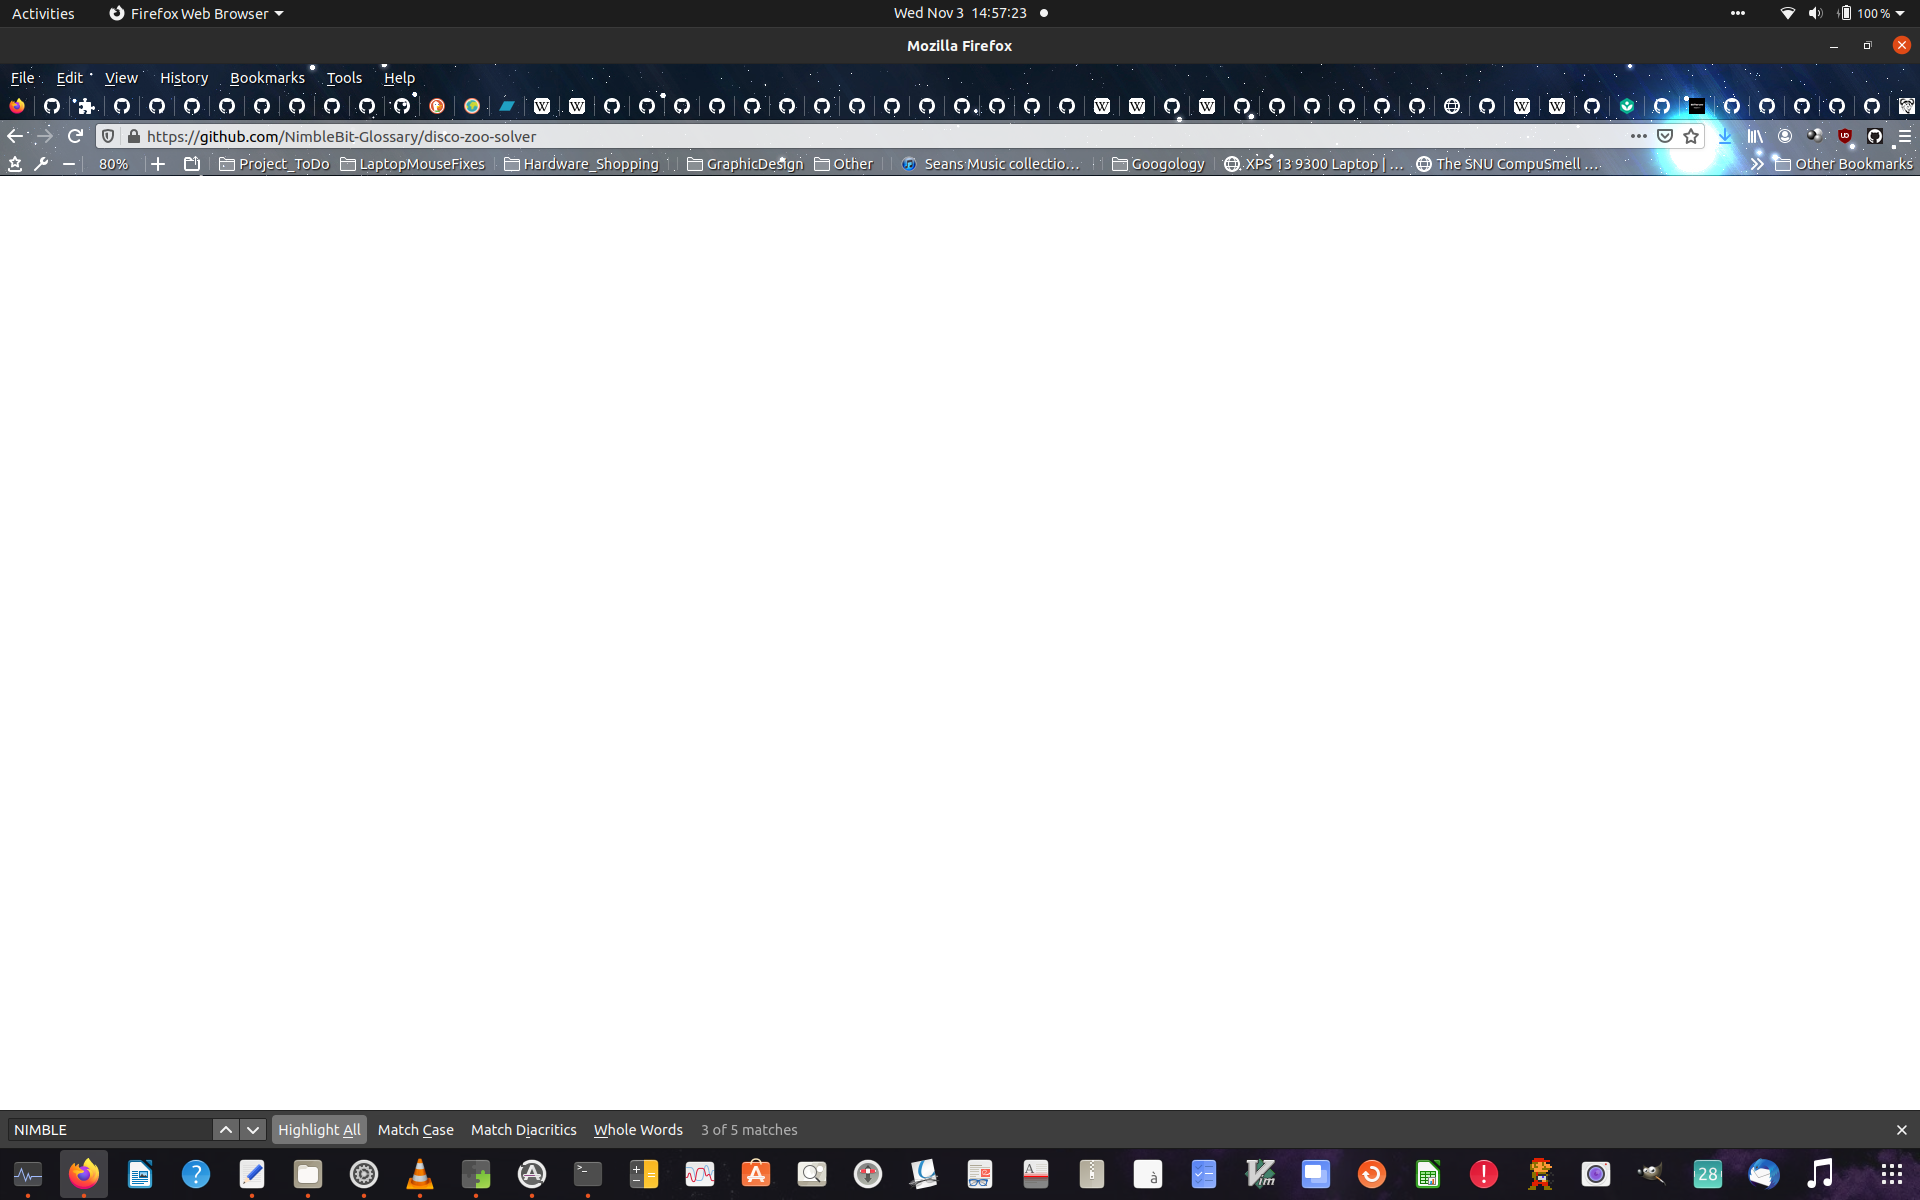 Activities Firefox Web Browser Wed Nov 3 14:57:23 100 %
Mozilla Firefox
File Edit View History Bookmarks Tools Help
https://github.com/NimbleBit-Glossary/disco-zoo-solver
80% Project_ToDo LaptopMouseFixes Hardware_Shopping GraphicDesign Other Seans Music collectio... Googology XPS 13 9300 Laptop | ... The SNU CompuSmell ... Other Bookmarks
NIMBLE Highlight All Match Case Match Diacritics Whole Words 3 of 5 matches
28